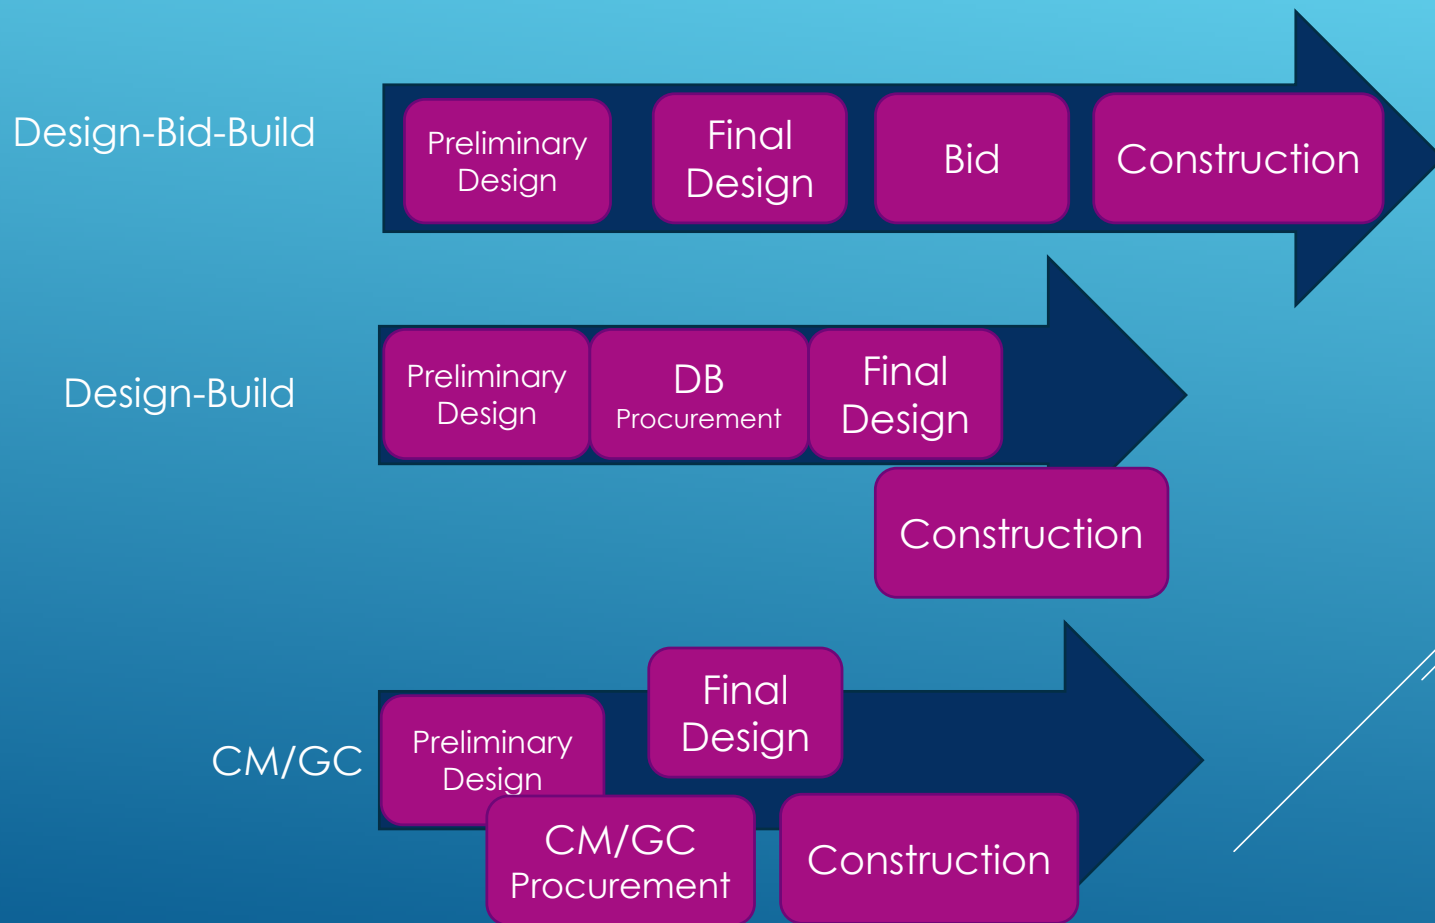 Design-Bid-Build
Preliminary
Design
Final
Design
Bid
Construction
Design-Build
Preliminary
Design
DB
Procurement
Final
Design
Construction
CM/GC
Preliminary
Design
Final
Design
CM/GC
Procurement
Construction